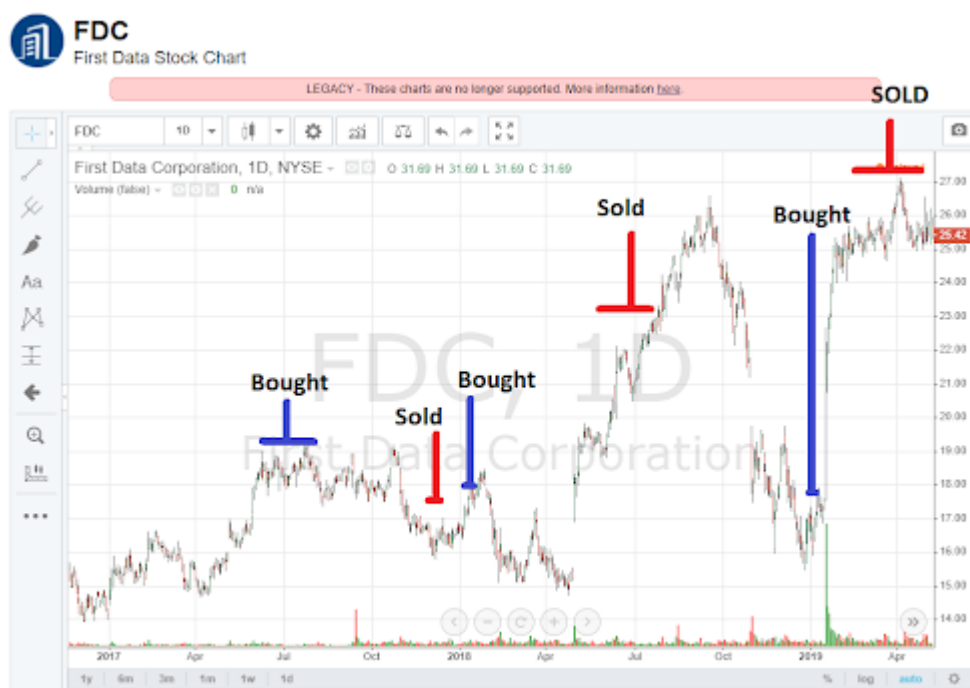 FDC
First Data Stock Chart
LEGACY - These charts are no longer supported. More information here.
SOLD
FDC 1D
First Data Corporation, 1D, NYSE O 31.69 H 31.69 L 31.69 C 31.69
Volume (false) 0 n/a
27.00
Sold
Bought
26.00
25.42
25.00
24.00
23.00
FDC, 1D
22.00
Bought
Bought
21.00
Sold
20.00
First Data Corporation
19.00
18.00
17.00
16.00
15.00
14.00
2017 Apr Jul Oct 2018 Apr Jul Oct 2019 Apr
1y 6m 3m 1m 1w 1d % log auto
Aa